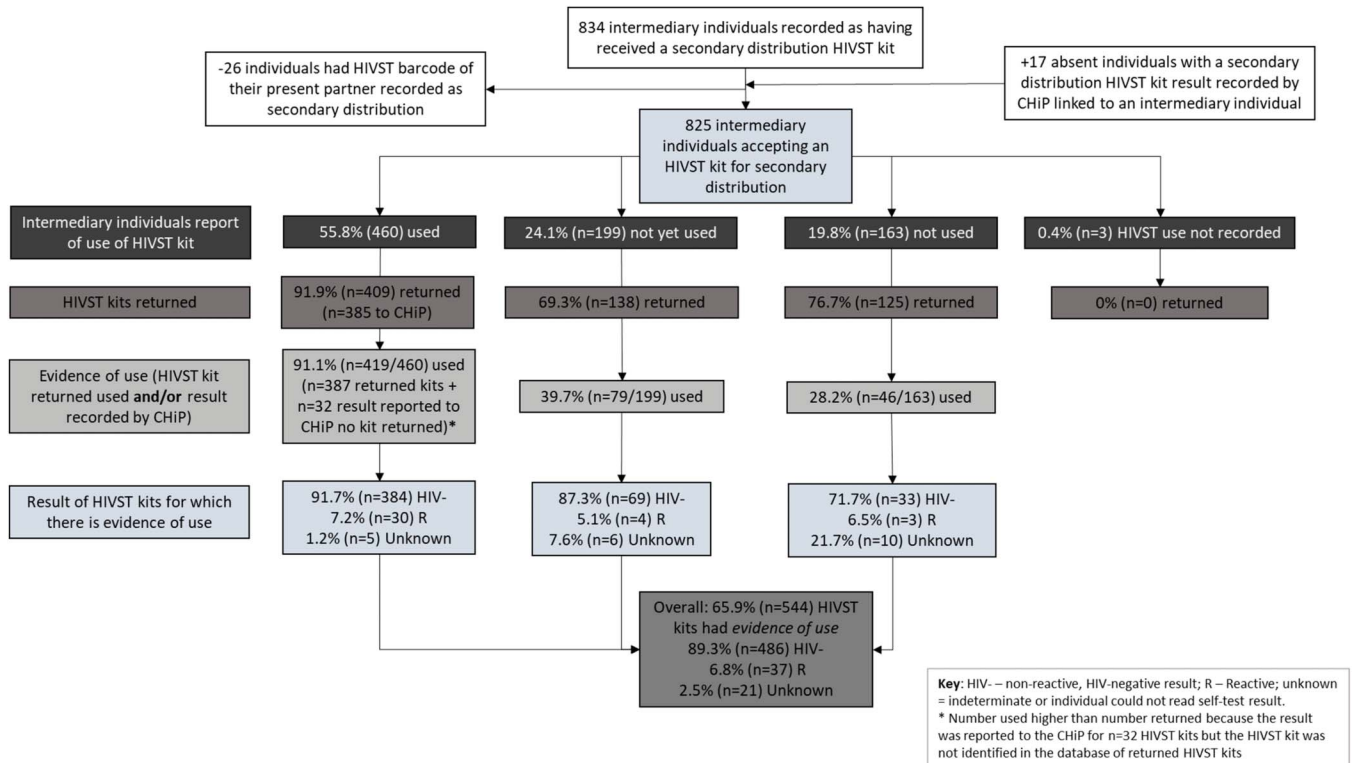 834 intermediary individuals recorded as having
received a secondary distribution HIVST kit
-26 individuals had HIVST barcode of
their present partner recorded as
secondary distribution
+17 absent individuals with a secondary
distribution HIVST kit result recorded by
CHiP linked to an intermediary individual
825 intermediary
individuals accepting an
HIVST kit for secondary
distribution
Intermediary individuals report
of use of HIVST kit
55.8% (460) used
24.1% (n=199) not yet used
19.8% (n=163) not used
0.4% (n=3) HIVST use not recorded
HIVST kits returned
91.9% (n=409) returned
(n=385 to CHiP)
69.3% (n=138) returned
76.7% (n=125) returned
0% (n=0) returned
Evidence of use (HIVST kit
returned used and/or result
recorded by CHiP)
91.1% (n=419/460) used
(n=387 returned kits +
n=32 result reported to
CHiP no kit returned)*
39.7% (n=79/199) used
28.2% (n=46/163) used
Result of HIVST kits for which
there is evidence of use
91.7% (n=384) HIV-
7.2% (n=30) R
1.2% (n=5) Unknown
87.3% (n=69) HIV-
5.1% (n=4) R
7.6% (n=6) Unknown
71.7% (n=33) HIV-
6.5% (n=3) R
21.7% (n=10) Unknown
Overall: 65.9% (n=544) HIVST
kits had evidence of use
89.3% (n=486) HIV-
6.8% (n=37) R
2.5% (n=21) Unknown
Key: HIV- – non-reactive, HIV-negative result; R – Reactive; unknown
= indeterminate or individual could not read self-test result.
* Number used higher than number returned because the result
was reported to the CHiP for n=32 HIVST kits but the HIVST kit was
not identified in the database of returned HIVST kits